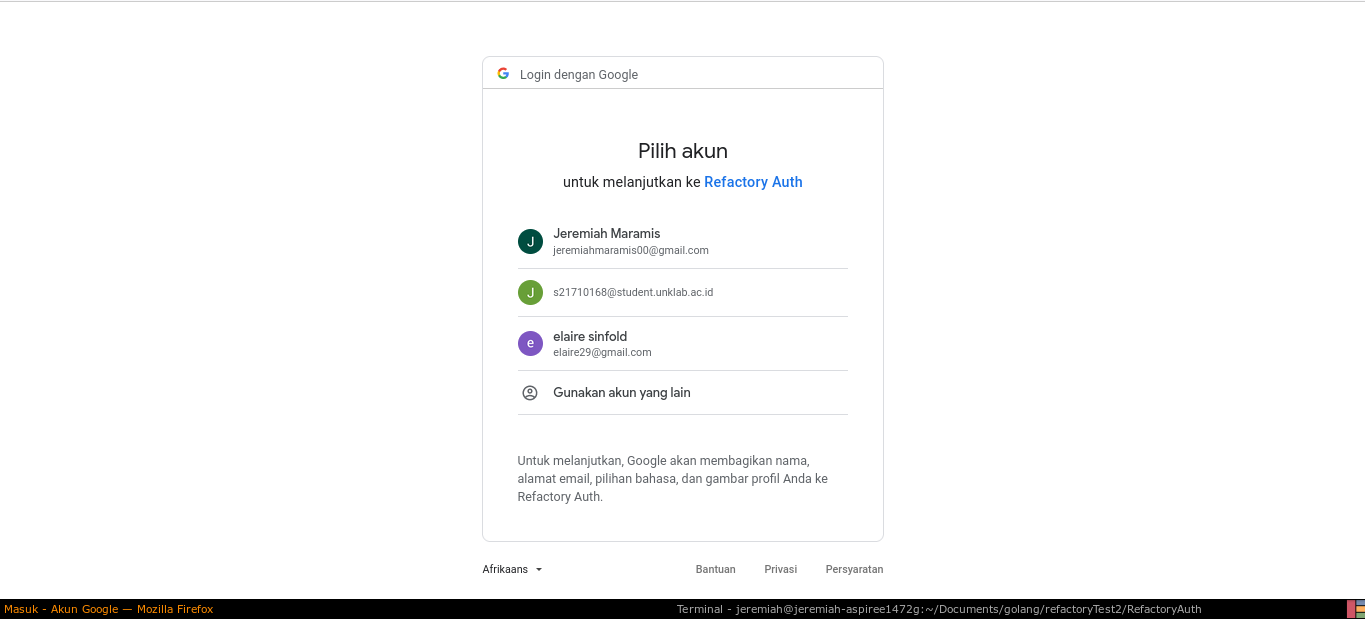 Login dengan Google
Pilih akun
untuk melanjutkan ke Refactory Auth
J
Jeremiah Maramis
jeremiahmaramis00@gmail.com
J
s21710168@student.unklab.ac.id
e
elaire sinfold
elaire29@gmail.com
Gunakan akun yang lain
Untuk melanjutkan, Google akan membagikan nama,
alamat email, pilihan bahasa, dan gambar profil Anda ke
Refactory Auth.
Afrikaans Bantuan Privasi Persyaratan
Masuk - Akun Google — Mozilla Firefox Terminal - jeremiah@jeremiah-aspiree1472g:~/Documents/golang/refactoryTest2/RefactoryAuth